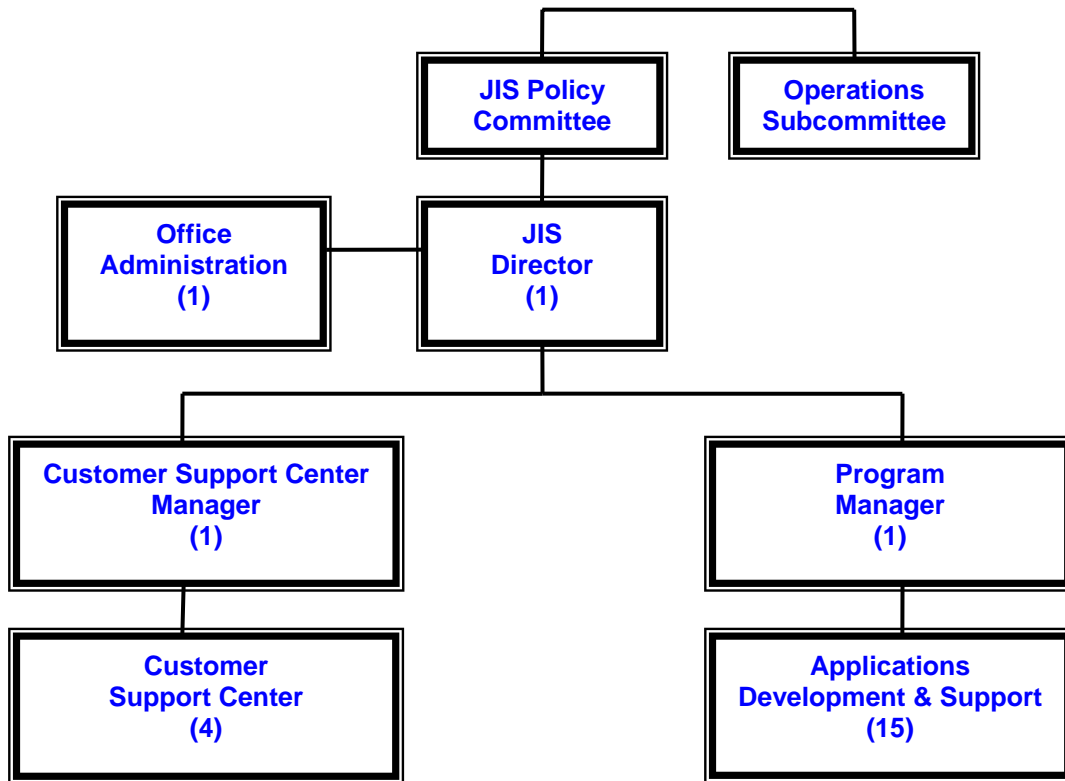 JIS Policy
Committee
Operations
Subcommittee
Office
Administration
(1)
JIS
Director
(1)
Customer Support Center
Manager
(1)
Program
Manager
(1)
Customer
Support Center
(4)
Applications
Development & Support
(15)